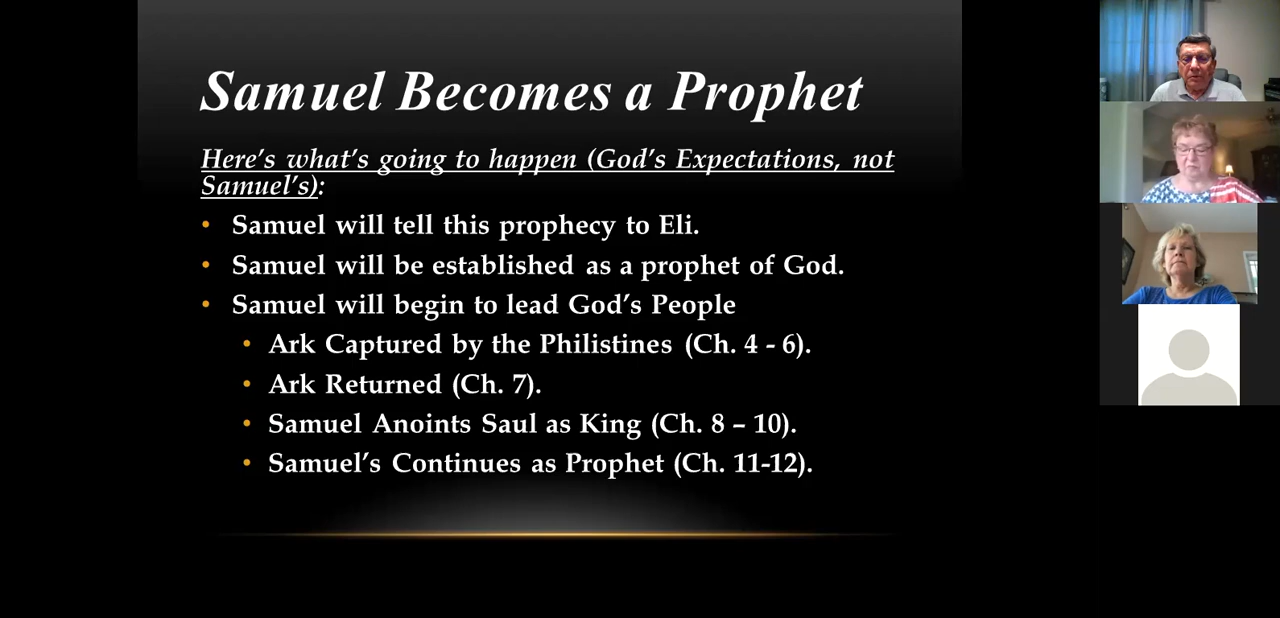 Samuel Becomes a Prophet
Here's what's going to happen (God's Expectations, not
Samuel's):
• Samuel will tell this prophecy to Eli.
• Samuel will be established as a prophet of God.
• Samuel will begin to lead God's People
• Ark Captured by the Philistines (Ch. 4 - 6).
• Ark Returned (Ch. 7).
• Samuel Anoints Saul as King (Ch. 8 – 10).
• Samuel's Continues as Prophet (Ch. 11-12).